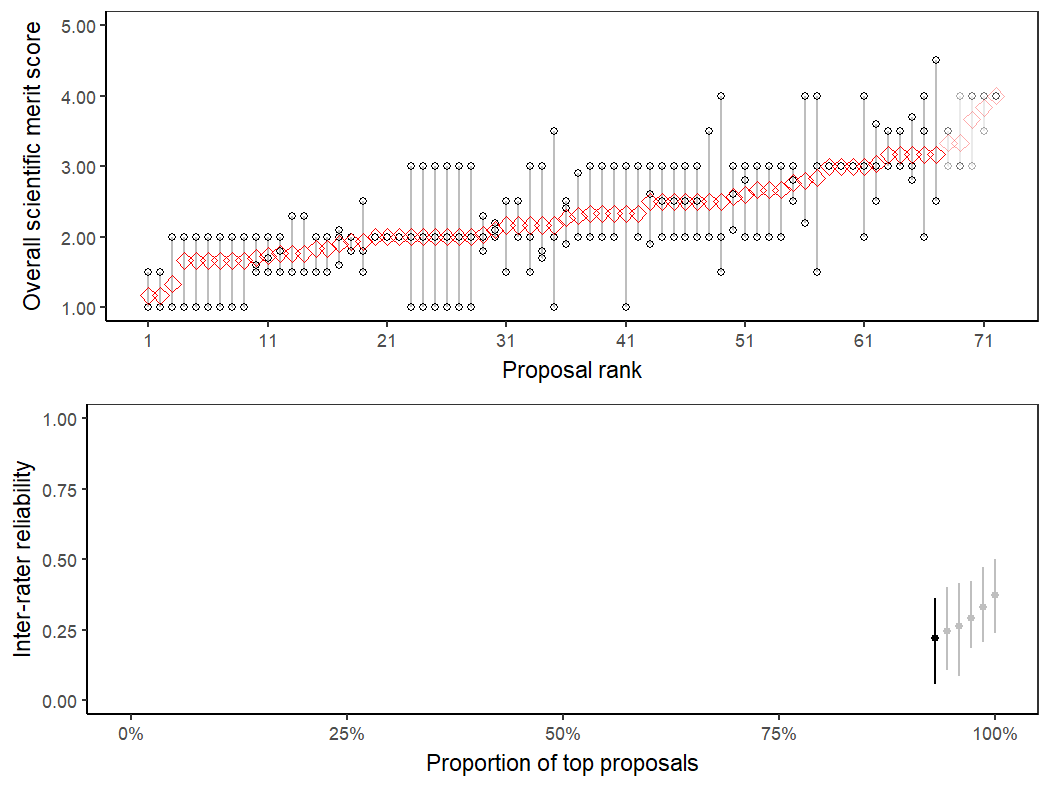 Overall scientific merit score
5.00
4.00
3.00
2.00
1.00
1 11 21 31 41 51 61 71
Proposal rank
Inter-rater reliability
1.00
0.75
0.50
0.25
0.00
0% 25% 50% 75% 100%
Proportion of top proposals